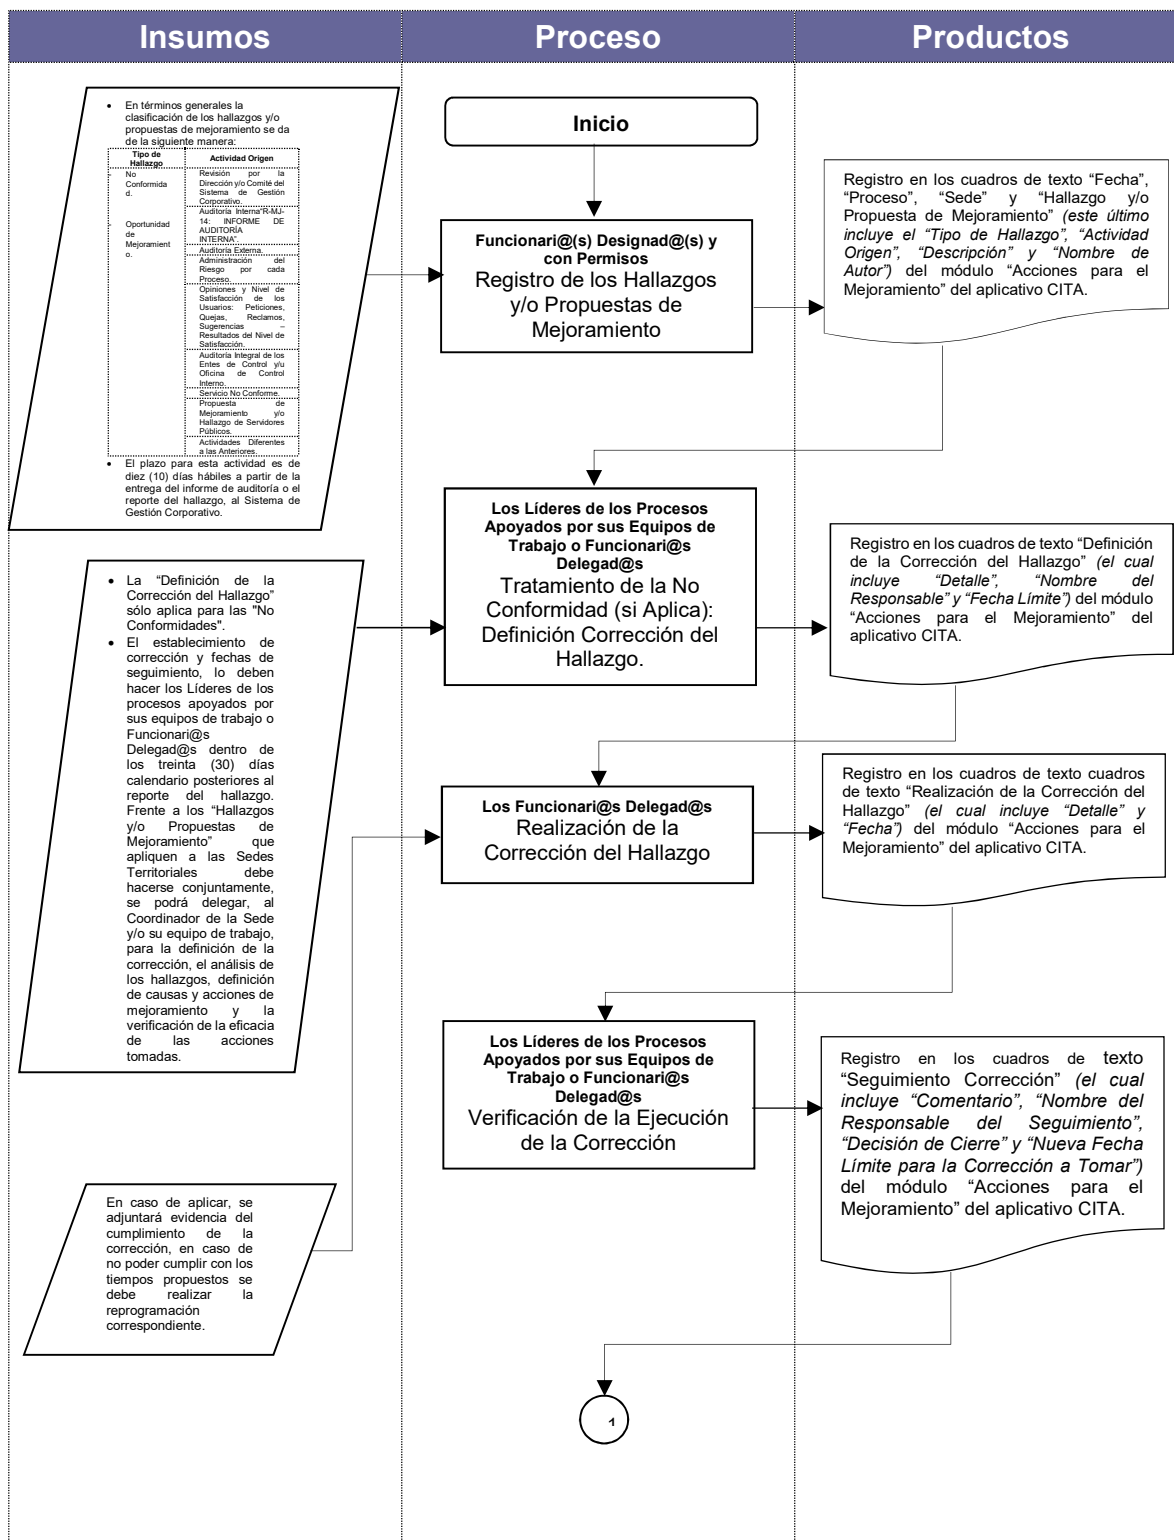 Insumos
Proceso
Productos
• En términos generales la
clasificación de los hallazgos y/o
propuestas de mejoramiento se da
de la siguiente manera:
Tipo de
Hallazgo
Actividad Origen
- No
Conformida
d.
- Oportunidad
de
Mejoramient
o.
Revisión por la
Dirección y/o Comité del
Sistema de Gestión
Corporativo.
Auditoría Interna"R-MJ-
14: INFORME DE
AUDITORÍA
INTERNA".
Auditoría Externa.
Administración del
Riesgo por cada
Proceso.
Opiniones y Nivel de
Satisfacción de los
Usuarios: Peticiones,
Quejas, Reclamos,
Sugerencias –
Resultados del Nivel de
Satisfacción.
Auditoría Integral de los
Entes de Control y/u
Oficina de Control
Interno.
Servicio No Conforme.
Propuesta de
Mejoramiento y/o
Hallazgo de Servidores
Públicos.
Actividades Diferentes
a las Anteriores.
• El plazo para esta actividad es de
diez (10) días hábiles a partir de la
entrega del informe de auditoría o el
reporte del hallazgo, al Sistema de
Gestión Corporativo.
Inicio
Funcionari@(s) Designad@(s) y
con Permisos
Registro de los Hallazgos
y/o Propuestas de
Mejoramiento
Registro en los cuadros de texto “Fecha”,
“Proceso”, “Sede” y “Hallazgo y/o
Propuesta de Mejoramiento” (este último
incluye el “Tipo de Hallazgo”, “Actividad
Origen”, “Descripción” y “Nombre de
Autor”) del módulo “Acciones para el
Mejoramiento” del aplicativo CITA.
• La “Definición de la
Corrección del Hallazgo”
sólo aplica para las "No
Conformidades".
• El establecimiento de
corrección y fechas de
seguimiento, lo deben
hacer los Líderes de los
procesos apoyados por
sus equipos de trabajo o
Funcionari@s
Delegad@s dentro de
los treinta (30) días
calendario posteriores al
reporte del hallazgo.
Frente a los “Hallazgos
y/o Propuestas de
Mejoramiento” que
apliquen a las Sedes
Territoriales debe
hacerse conjuntamente,
se podrá delegar, al
Coordinador de la Sede
y/o su equipo de trabajo,
para la definición de la
corrección, el análisis de
los hallazgos, definición
de causas y acciones de
mejoramiento y la
verificación de la eficacia
de las acciones
tomadas.
Los Líderes de los Procesos
Apoyados por sus Equipos de
Trabajo o Funcionari@s
Delegad@s
Tratamiento de la No
Conformidad (si Aplica):
Definición Corrección del
Hallazgo.
Registro en los cuadros de texto “Definición
de la Corrección del Hallazgo” (el cual
incluye “Detalle”, “Nombre del
Responsable” y “Fecha Límite”) del módulo
“Acciones para el Mejoramiento” del
aplicativo CITA.
Los Funcionari@s Delegad@s
Realización de la
Corrección del Hallazgo
Registro en los cuadros de texto cuadros
de texto “Realización de la Corrección del
Hallazgo” (el cual incluye “Detalle” y
“Fecha”) del módulo “Acciones para el
Mejoramiento” del aplicativo CITA.
Los Líderes de los Procesos
Apoyados por sus Equipos de
Trabajo o Funcionari@s
Delegad@s
Verificación de la Ejecución
de la Corrección
Registro en los cuadros de texto
“Seguimiento Corrección” (el cual
incluye “Comentario”, “Nombre del
Responsable del Seguimiento”,
“Decisión de Cierre” y “Nueva Fecha
Límite para la Corrección a Tomar”)
del módulo “Acciones para el
Mejoramiento” del aplicativo CITA.
En caso de aplicar, se
adjuntará evidencia del
cumplimiento de la
corrección, en caso de
no poder cumplir con los
tiempos propuestos se
debe realizar la
reprogramación
correspondiente.
1